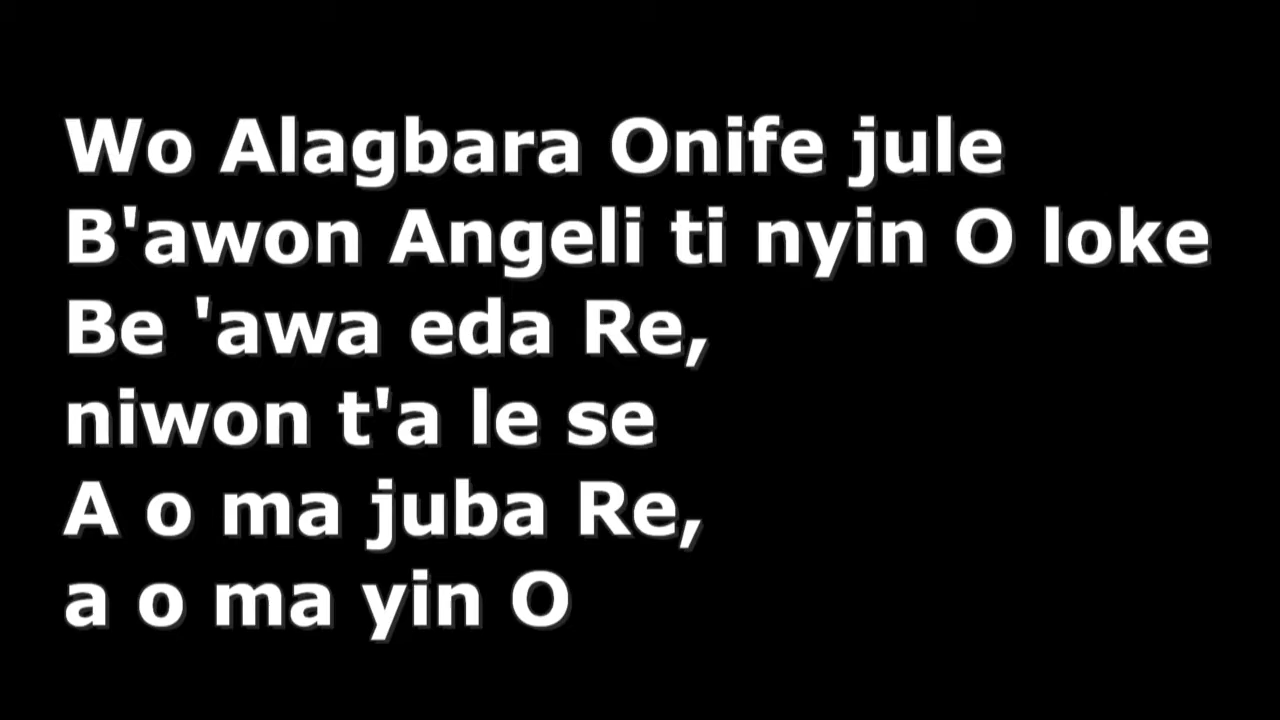 Wo Alagbara Onife jule
B'awon Angeli ti nyin O loke
Be 'awa eda Re,
niwon t'a le se
A o ma juba Re,
a o ma yin O